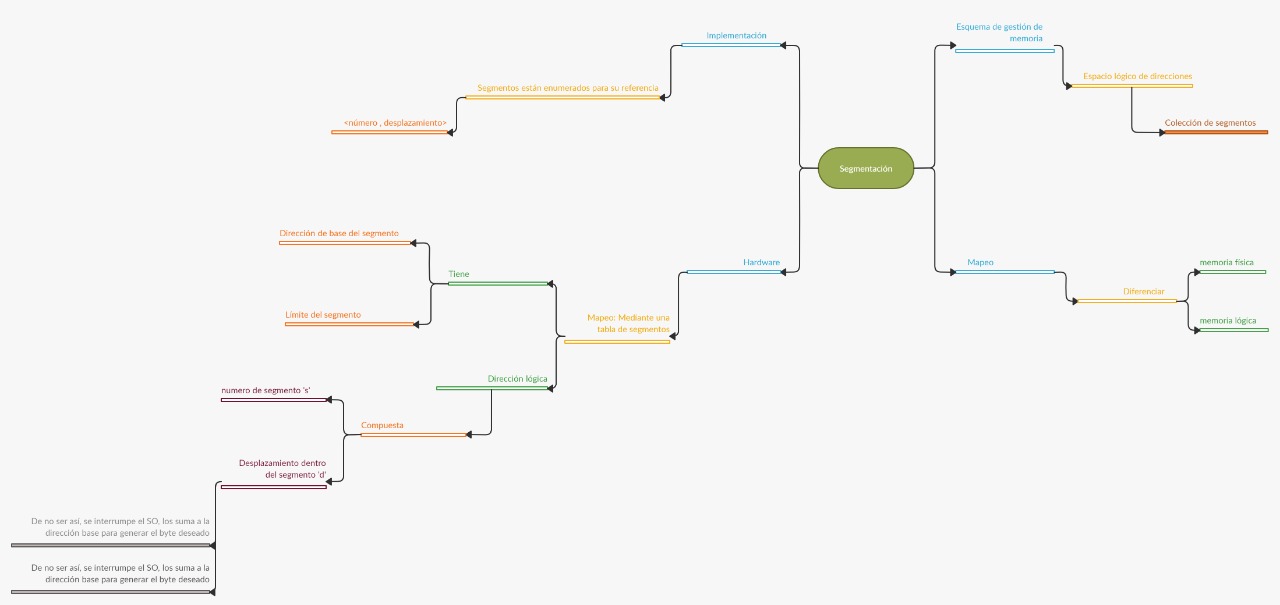 Segmentación
Esquema de gestión de
memoria
Espacio lógico de direcciones
Colección de segmentos
Mapeo
Diferenciar
memoria física
memoria lógica
Implementación
Segmentos están enumerados para su referencia
<número , desplazamiento>
Hardware
Mapeo: Mediante una
tabla de segmentos
Tiene
Dirección de base del segmento
Límite del segmento
Dirección lógica
Compuesta
numero de segmento 's'
Desplazamiento dentro
del segmento 'd'
De no ser así, se interrumpe el SO, los suma a la
dirección base para generar el byte deseado
De no ser así, se interrumpe el SO, los suma a la
dirección base para generar el byte deseado